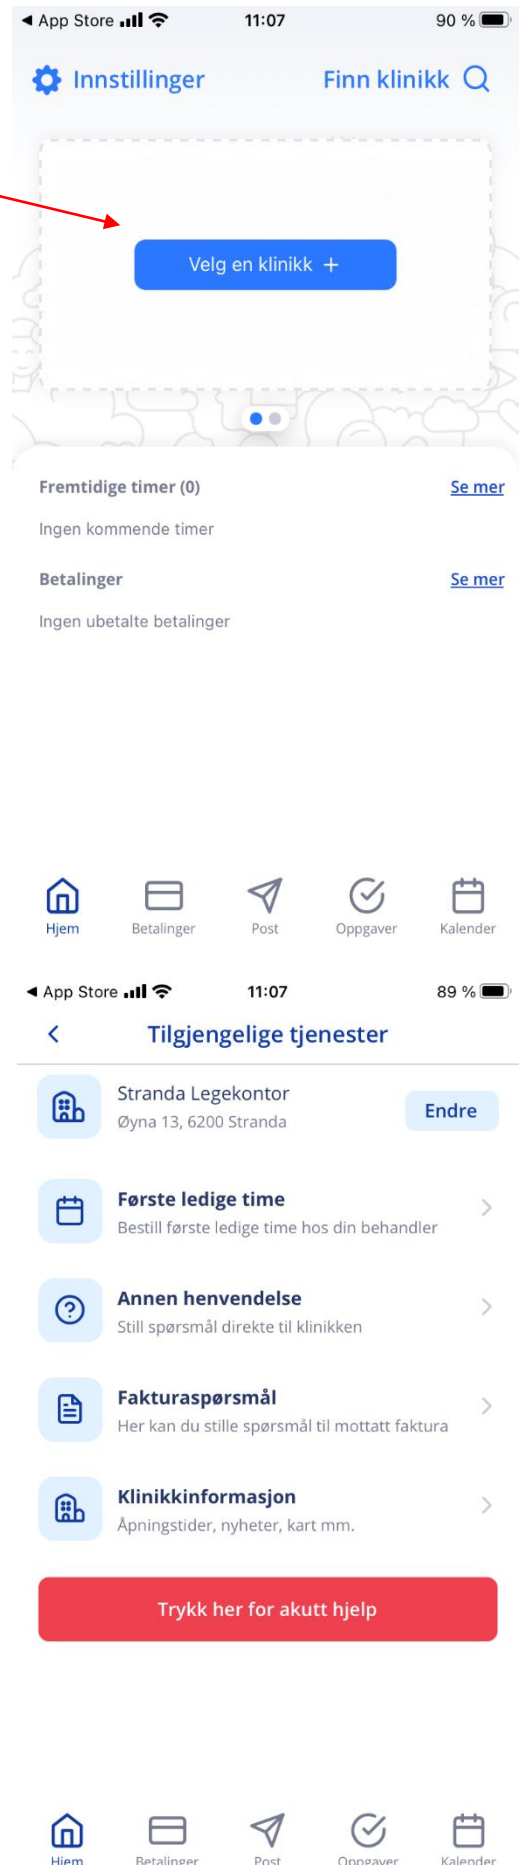 App Store 11:07 90 %
Innstillinger Finn klinikk
Velg en klinikk +
Fremtidige timer (0) Se mer
Ingen kommende timer
Betalinger Se mer
Ingen ubetalte betalinger
Hjem Betalinger Post Oppgaver Kalender
App Store 11:07 89 %
Tilgjengelige tjenester
Stranda Legekontor
Øyna 13, 6200 Stranda
Endre
Første ledige time
Bestill første ledige time hos din behandler
Annen henvendelse
Still spørsmål direkte til klinikken
Fakturaspørsmål
Her kan du stille spørsmål til mottatt faktura
Klinikkinformasjon
Åpningstider, nyheter, kart mm.
Trykk her for akutt hjelp
Hjem Betalinger Post Oppgaver Kalender